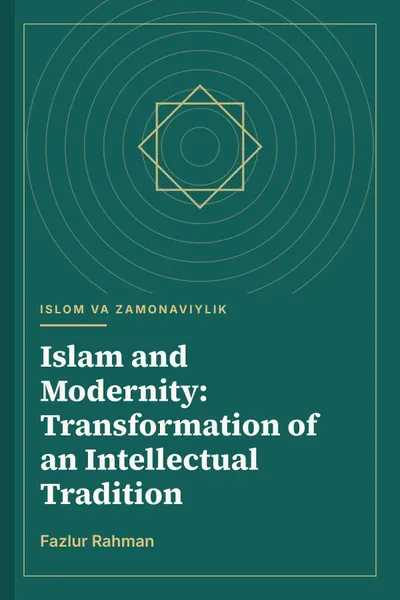 ISLOM VA ZAMONAVIYLIK
Islam and
Modernity:
Transformation of
an Intellectual
Tradition
Fazlur Rahman